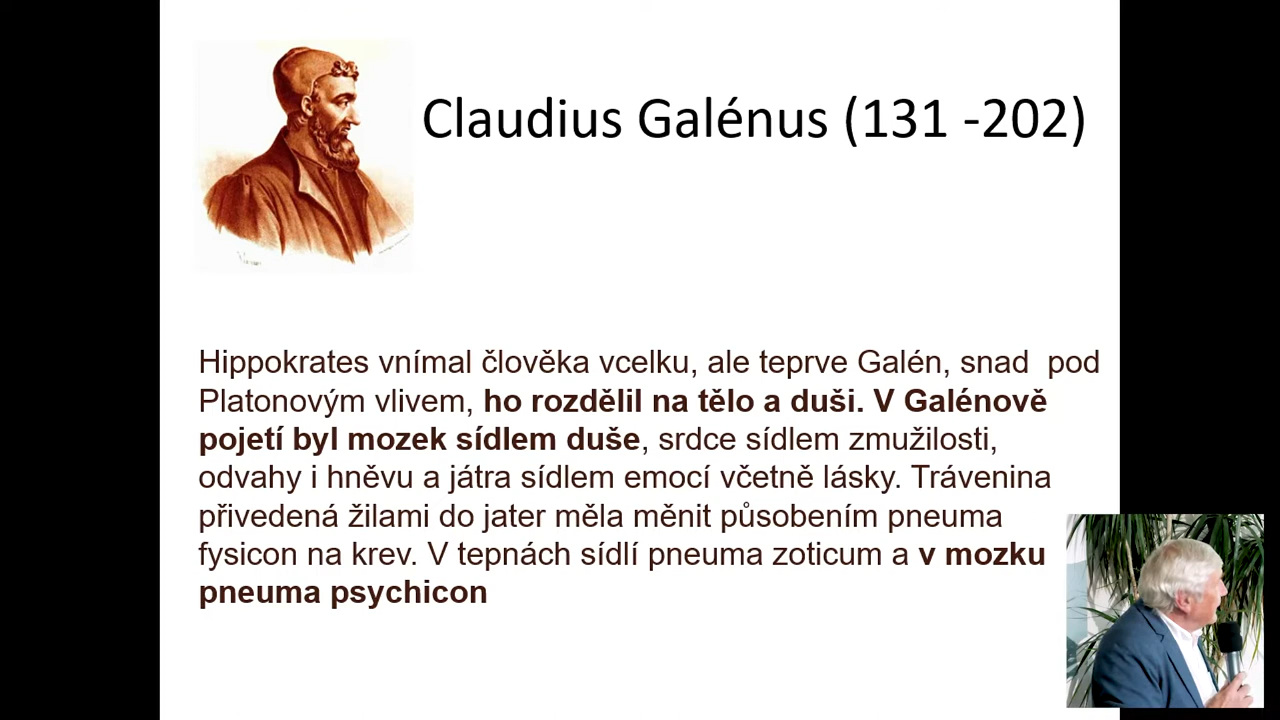 Claudius Galénus (131 -202)
Hippokrates vnímal člověka vcelku, ale teprve Galén, snad  pod
Platonovým vlivem, ho rozdělil na tělo a duši. V Galénově
pojetí byl mozek sídlem duše, srdce sídlem zmužilosti,
odvahy i hněvu a játra sídlem emocí včetně lásky. Trávenina
přivedená žilami do jater měla měnit působením pneuma
fysicon na krev. V tepnách sídlí pneuma zoticum a v mozku
pneuma psychicon